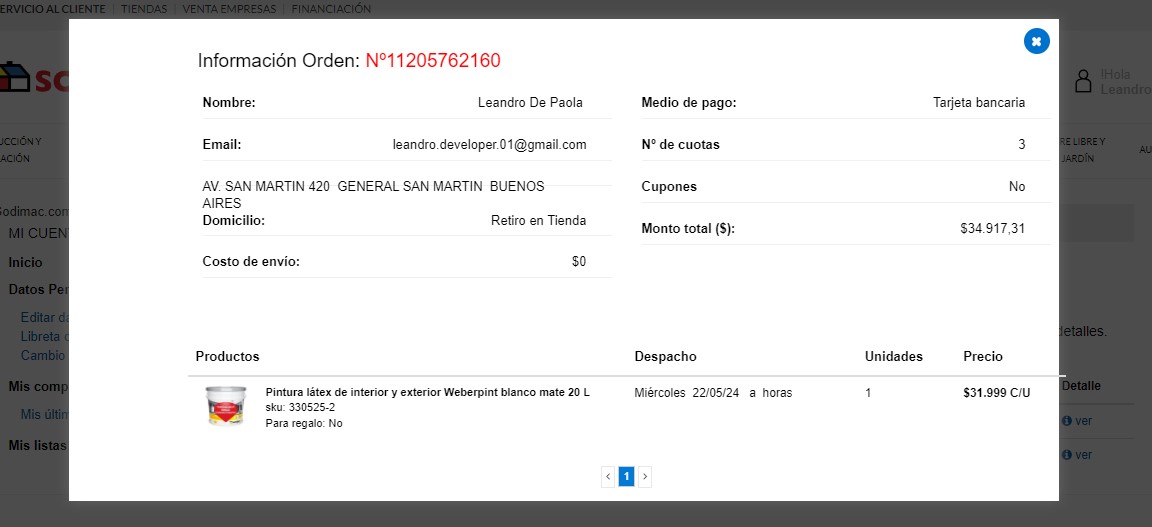 ERVICIO AL CLIENTE | TIENDAS | VENTA EMPRESAS | FINANCIACIÓN
Información Orden: Nº11205762160
SO
!Hola
Leandro
Nombre: Leandro De Paola
Medio de pago: Tarjeta bancaria
UCCIÓN Y
ACIÓN
Email: leandro.developer.01@gmail.com
Nº de cuotas 3
RE LIBRE Y
JARDÍN
AU
AV. SAN MARTIN 420 GENERAL SAN MARTIN BUENOS
AIRES
Cupones No
Domicilio: Retiro en Tienda
Monto total ($): $34.917,31
Sodimac.com
MI CUEN
Costo de envío: $0
Inicio
Datos Per
Editar da
Libreta d
Cambio
detalles.
Productos Despacho Unidades Precio
Mis comp
Detalle
Pintura látex de interior y exterior Weberpint blanco mate 20 L Miércoles 22/05/24 a horas 1 $31.999 C/U
sku: 330525-2
Para regalo: No
Mis últim
ver
Mis listas
ver
‹ 1 ›